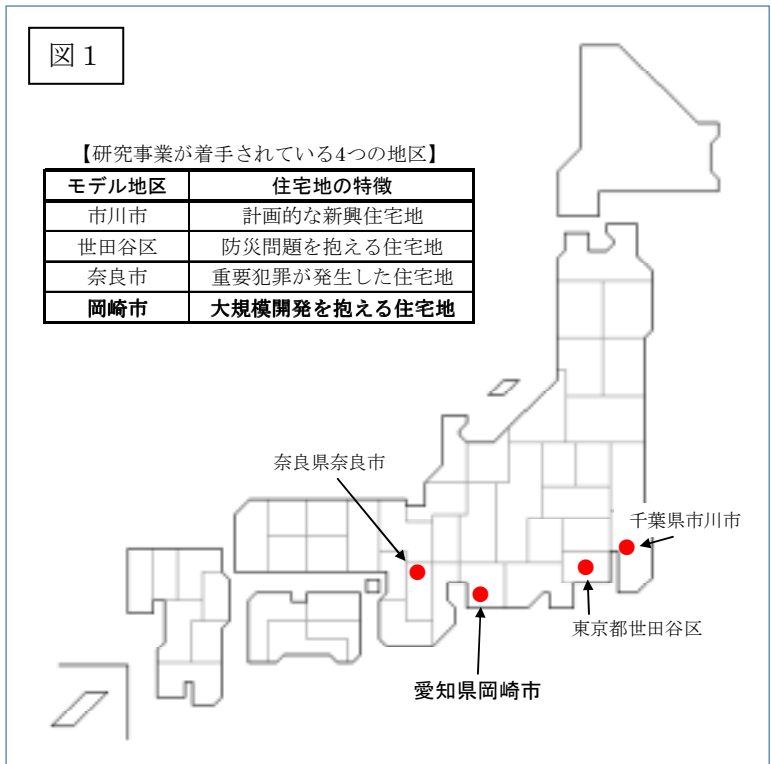 図１
【研究事業が着手されている4つの地区】
モデル地区 住宅地の特徴
市川市 計画的な新興住宅地
世田谷区 防災問題を抱える住宅地
奈良市 重要犯罪が発生した住宅地
岡崎市 大規模開発を抱える住宅地
奈良県奈良市
千葉県市川市
東京都世田谷区
愛知県岡崎市